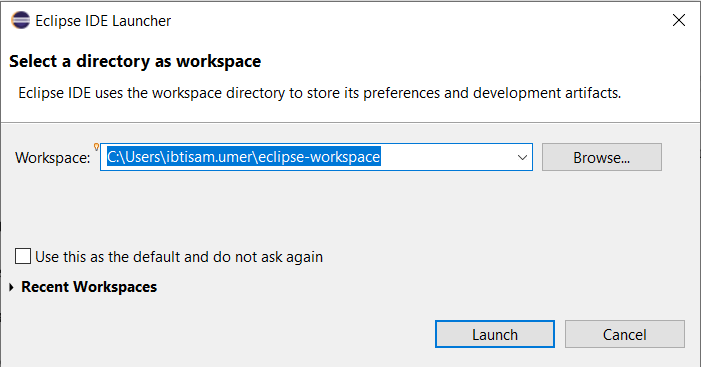 Eclipse IDE Launcher
Select a directory as workspace
Eclipse IDE uses the workspace directory to store its preferences and development artifacts.
Workspace: C:\Users\ibtisam.umer\eclipse-workspace Browse...
Use this as the default and do not ask again
Recent Workspaces
Launch Cancel